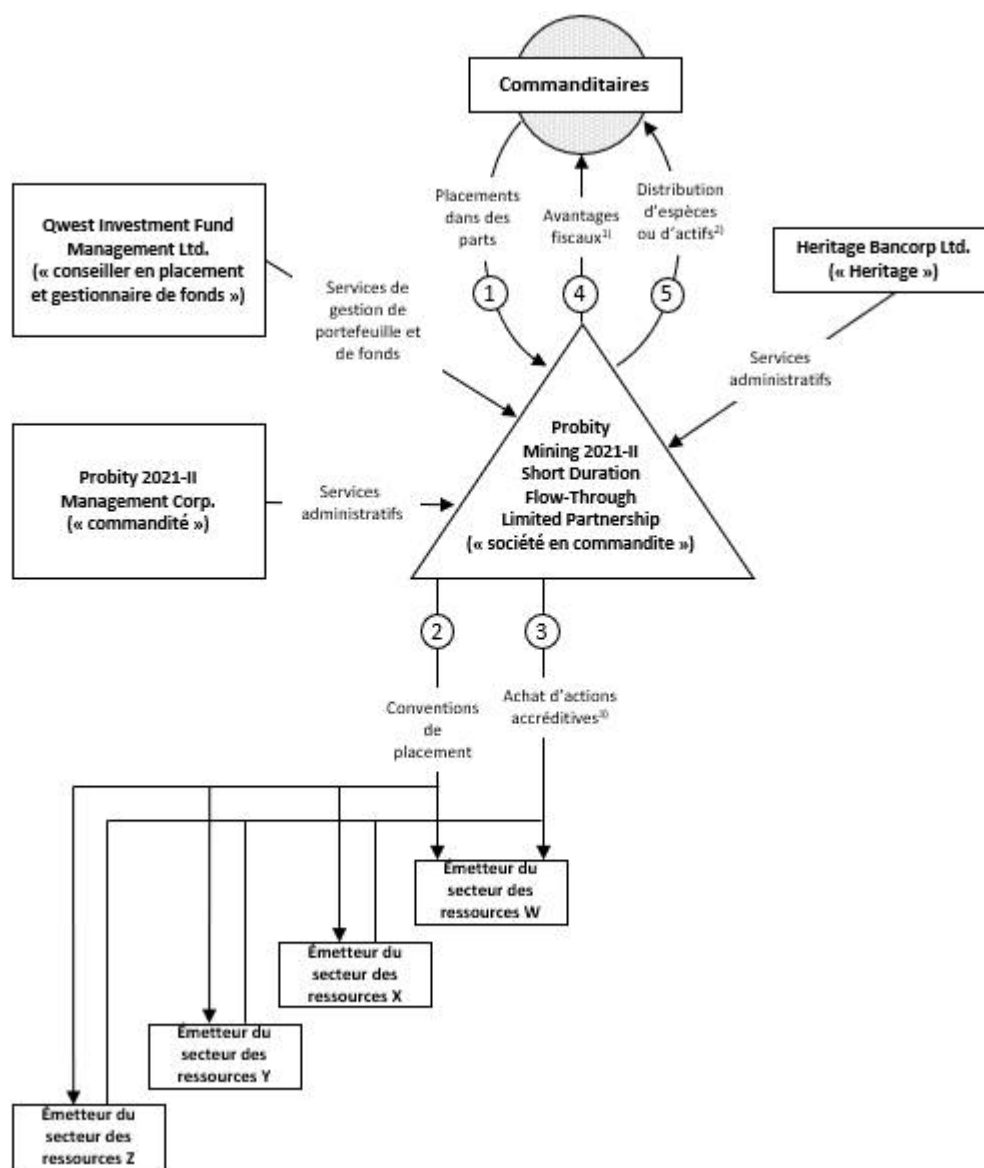 Commanditaires
Placements
dans des
parts
Avantages
fiscaux¹⁾
Distribution
d’espèces
ou d’actifs²⁾
Qwest Investment Fund
Management Ltd.
(« conseiller en placement
et gestionnaire de fonds »)
Heritage Bancorp Ltd.
(« Heritage »)
1
4
5
Services de
gestion de
portefeuille et
de fonds
Services
administratifs
Probity 2021-II
Management Corp.
(« commandité »)
Services
administratifs
Probity
Mining 2021-II
Short Duration
Flow-Through
Limited Partnership
(« société en commandite »)
2
3
Conventions
de
placement
Achat d’actions
accréditives³⁾
Émetteur du
secteur des
ressources W
Émetteur du
secteur des
ressources X
Émetteur du
secteur des
ressources Y
Émetteur du
secteur des
ressources Z